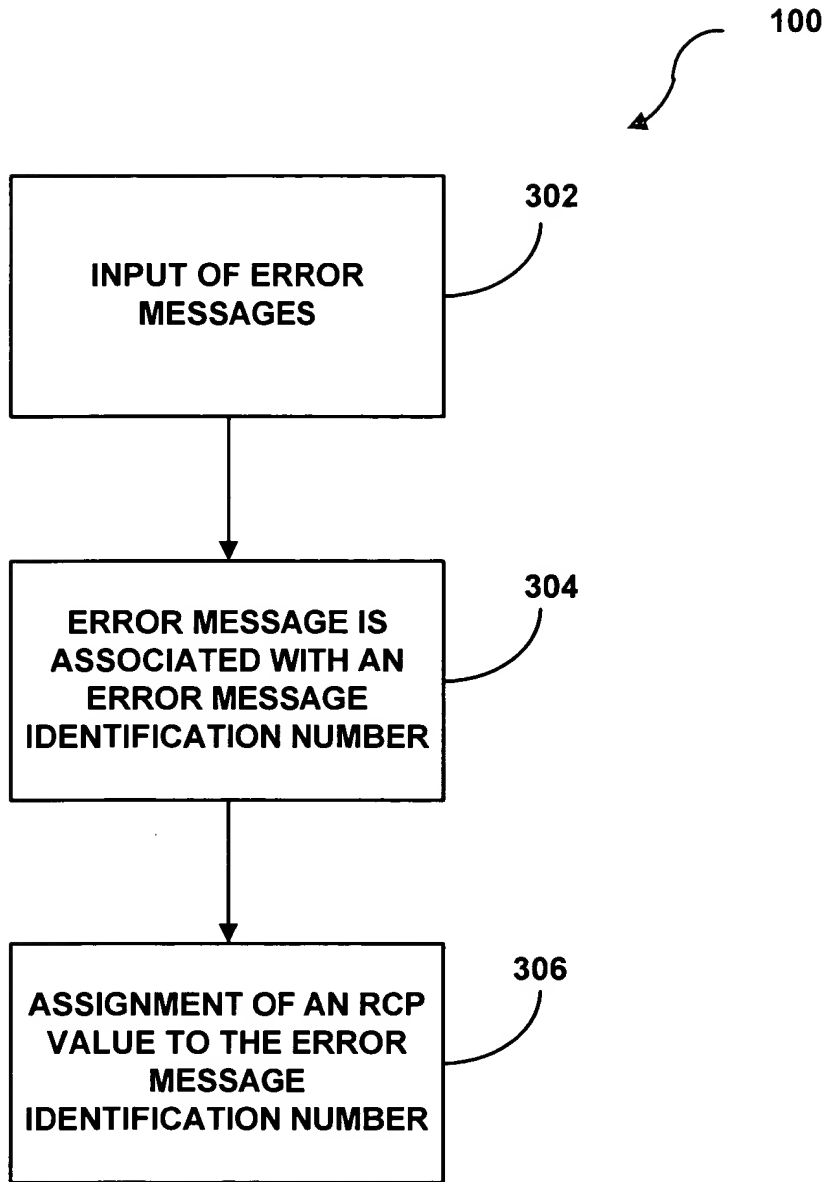 100
302
INPUT OF ERROR
MESSAGES
304
ERROR MESSAGE IS
ASSOCIATED WITH AN
ERROR MESSAGE
IDENTIFICATION NUMBER
306
ASSIGNMENT OF AN RCP
VALUE TO THE ERROR
MESSAGE
IDENTIFICATION NUMBER